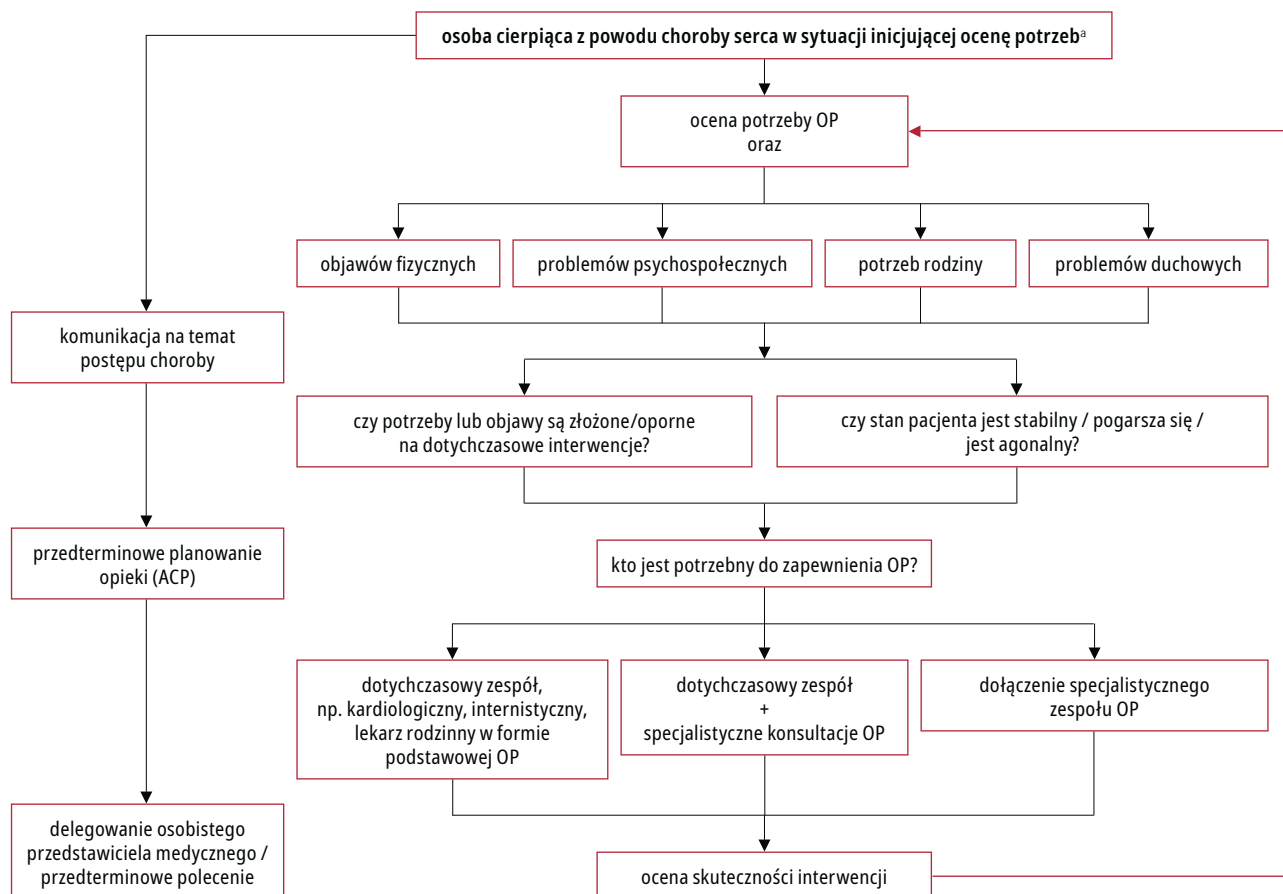 osoba cierpiąca z powodu choroby serca w sytuacji inicjującej ocenę potrzebᵃ
ocena potrzeby OP
oraz
objawów fizycznych
problemów psychospołecznych
potrzeb rodziny
problemów duchowych
komunikacja na temat
postępu choroby
czy potrzeby lub objawy są złożone/oporne
na dotychczasowe interwencje?
czy stan pacjenta jest stabilny / pogarsza się /
jest agonalny?
przedterminowe planowanie
opieki (ACP)
kto jest potrzebny do zapewnienia OP?
dotychczasowy zespół,
np. kardiologiczny, internistyczny,
lekarz rodzinny w formie
podstawowej OP
dotychczasowy zespół
+
specjalistyczne konsultacje OP
dołączenie specjalistycznego
zespołu OP
delegowanie osobistego
przedstawiciela medycznego /
przedterminowe polecenie
ocena skuteczności interwencji